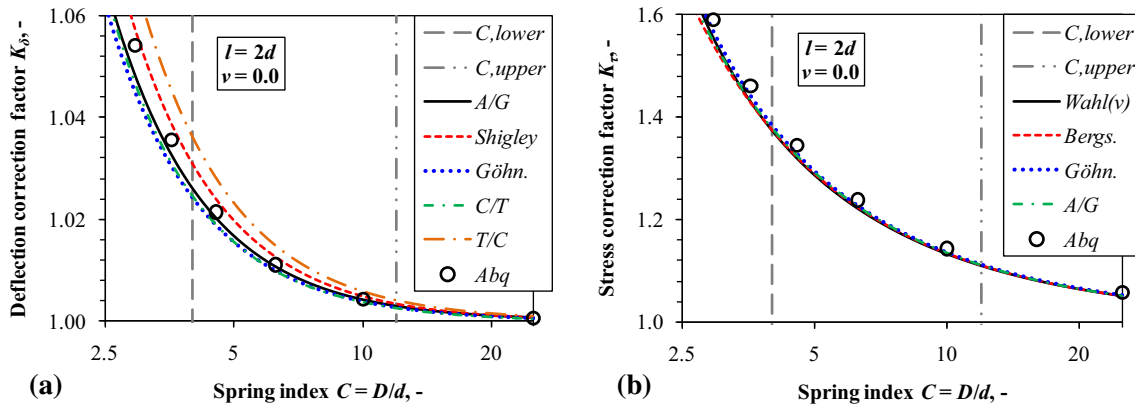 Deflection correction factor Kδ, -
1.06
1.04
1.02
1.00
2.5
5
10
20
l = 2d
ν = 0.0
C,lower
C,upper
A/G
Shigley
Göhn.
C/T
T/C
Abq
(a)
Spring index C = D/d, -
Stress correction factor Kτ, -
1.6
1.4
1.2
1.0
2.5
5
10
20
l = 2d
ν = 0.0
C,lower
C,upper
Wahl(ν)
Bergs.
Göhn.
A/G
Abq
(b)
Spring index C = D/d, -